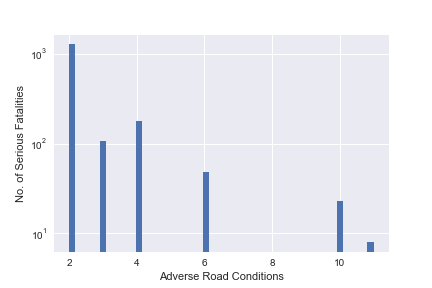 10³
10²
10¹
No. of Serious Fatalities
2 4 6 8 10
Adverse Road Conditions